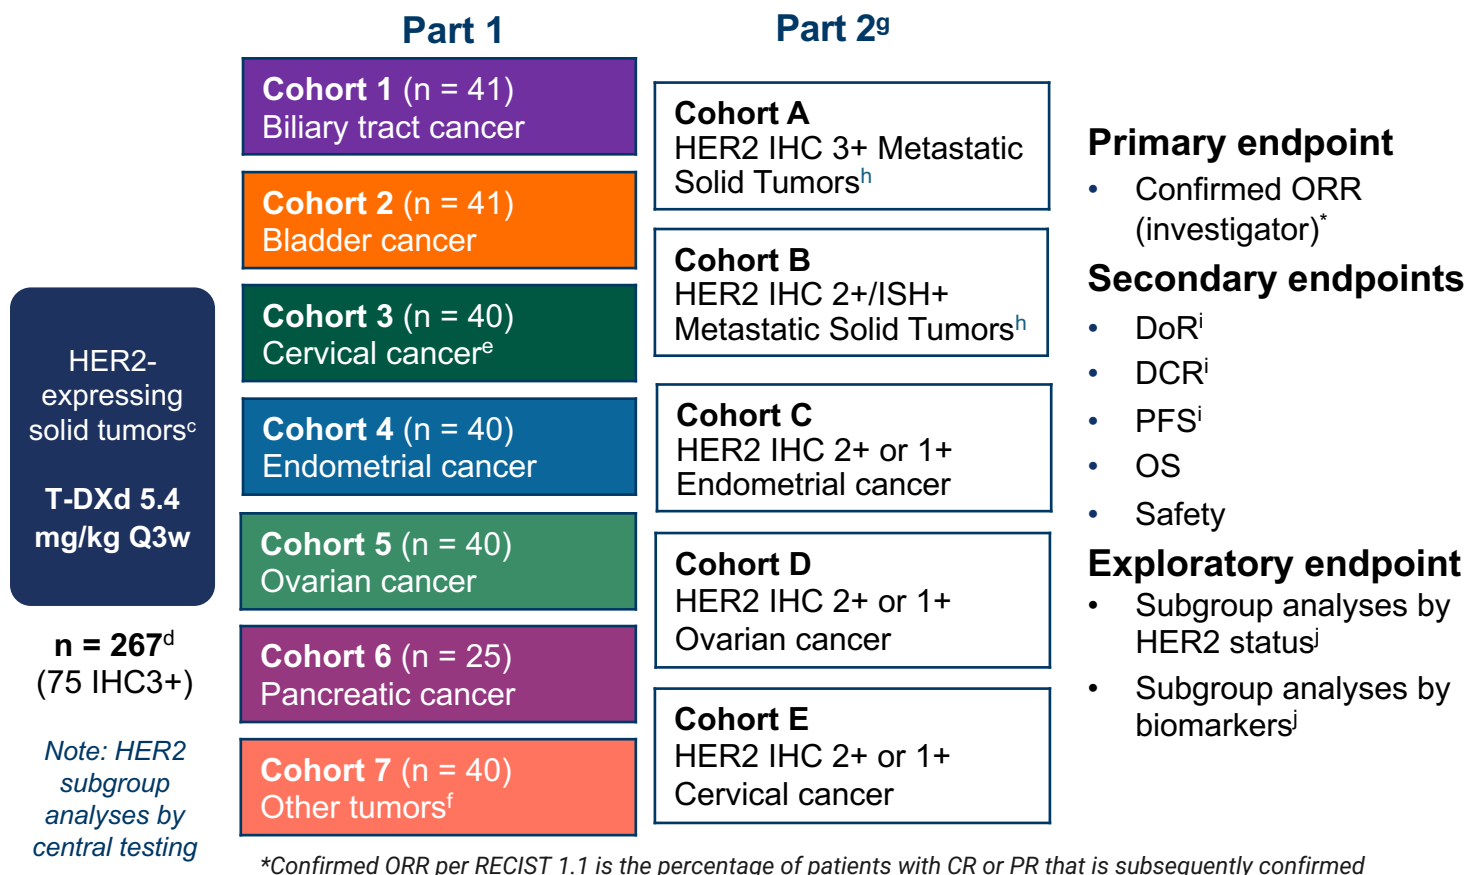 Part 1
Part 2ᵍ
HER2-
expressing
solid tumorsᶜ
T-DXd 5.4
mg/kg Q3w
n = 267ᵈ
(75 IHC3+)
Note: HER2
subgroup
analyses by
central testing
Cohort 1 (n = 41)
Biliary tract cancer
Cohort 2 (n = 41)
Bladder cancer
Cohort 3 (n = 40)
Cervical cancerᵉ
Cohort 4 (n = 40)
Endometrial cancer
Cohort 5 (n = 40)
Ovarian cancer
Cohort 6 (n = 25)
Pancreatic cancer
Cohort 7 (n = 40)
Other tumorsᶠ
Cohort A
HER2 IHC 3+ Metastatic
Solid Tumorsʰ
Cohort B
HER2 IHC 2+/ISH+
Metastatic Solid Tumorsʰ
Cohort C
HER2 IHC 2+ or 1+
Endometrial cancer
Cohort D
HER2 IHC 2+ or 1+
Ovarian cancer
Cohort E
HER2 IHC 2+ or 1+
Cervical cancer
Primary endpoint
• Confirmed ORR
(investigator)*
Secondary endpoints
• DoRⁱ
• DCRⁱ
• PFSⁱ
• OS
• Safety
Exploratory endpoint
• Subgroup analyses by
HER2 statusʲ
• Subgroup analyses by
biomarkersʲ
*Confirmed ORR per RECIST 1.1 is the percentage of patients with CR or PR that is subsequently confirmed